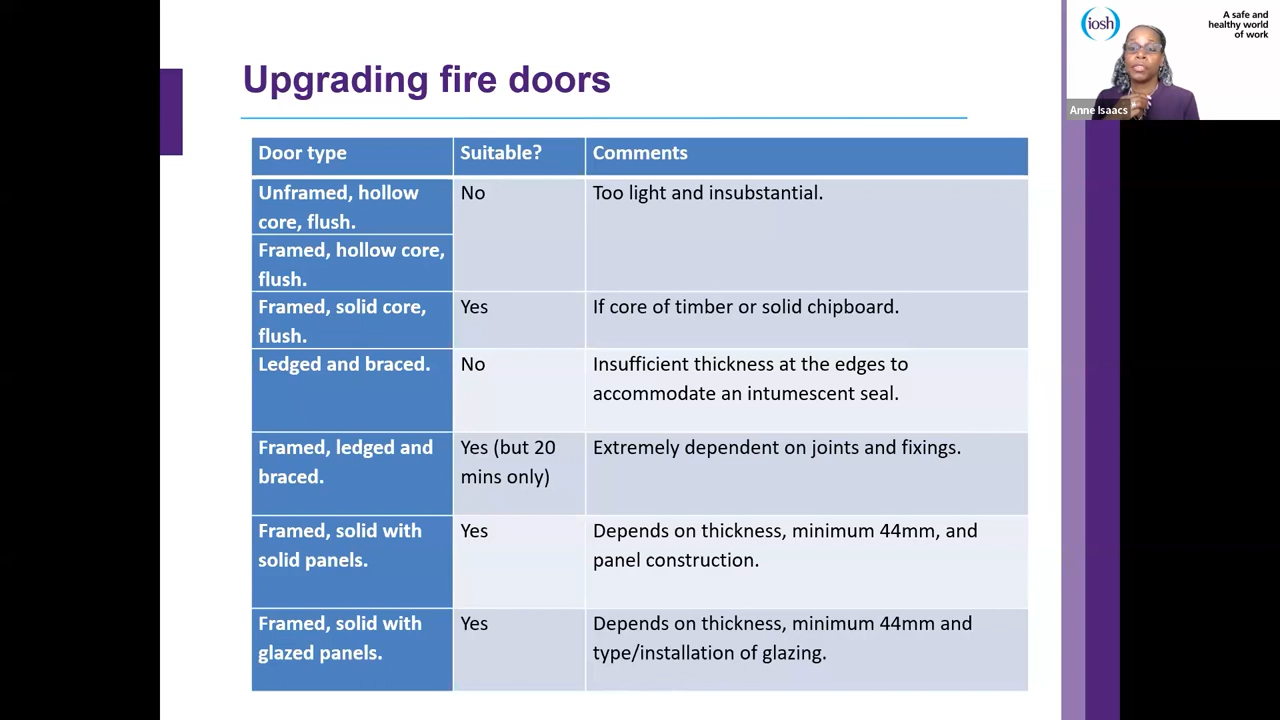 iosh
A safe and
healthy world
of work
Anne Isaacs
Upgrading fire doors
Door type
Suitable?
Comments
Unframed, hollow
core, flush.
No
Too light and insubstantial.
Framed, hollow core,
flush.
Framed, solid core,
flush.
Yes
If core of timber or solid chipboard.
Ledged and braced.
No
Insufficient thickness at the edges to
accommodate an intumescent seal.
Framed, ledged and
braced.
Yes (but 20
mins only)
Extremely dependent on joints and fixings.
Framed, solid with
solid panels.
Yes
Depends on thickness, minimum 44mm, and
panel construction.
Framed, solid with
glazed panels.
Yes
Depends on thickness, minimum 44mm and
type/installation of glazing.